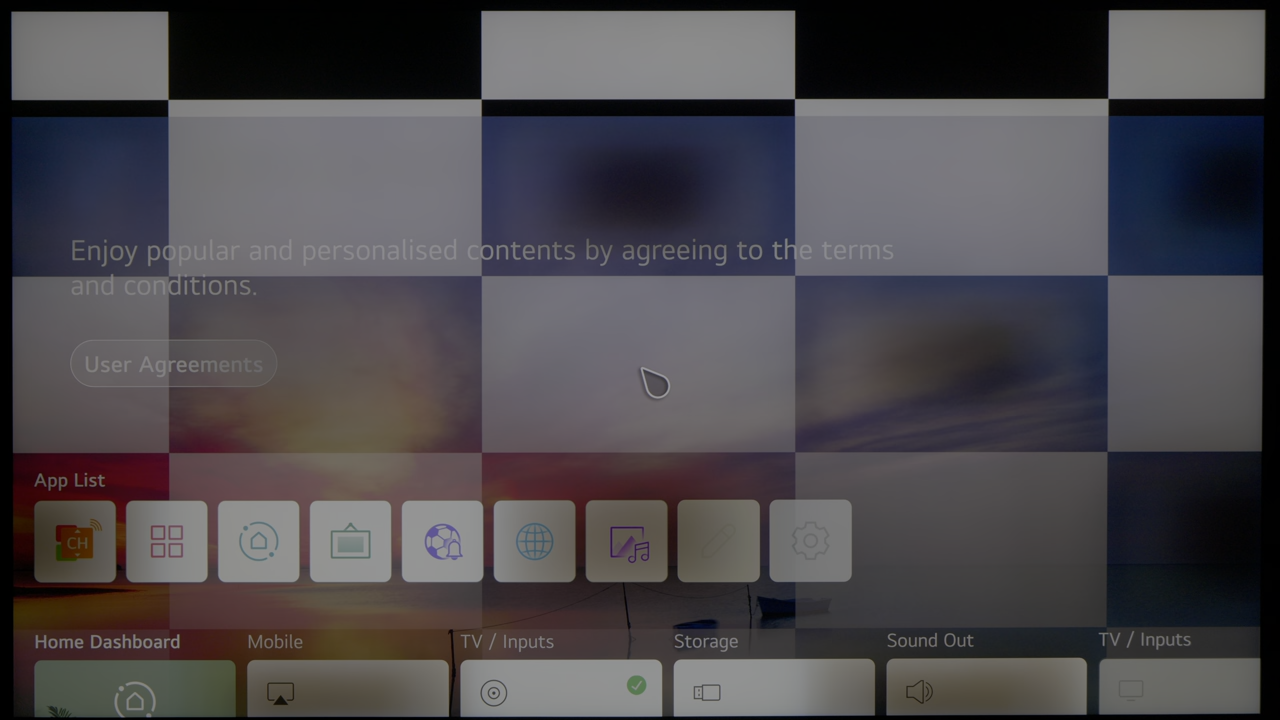 Enjoy popular and personalised contents by agreeing to the terms
and conditions.
User Agreements
App List
CH
Home Dashboard
Mobile
TV / Inputs
Storage
Sound Out
TV / Inputs